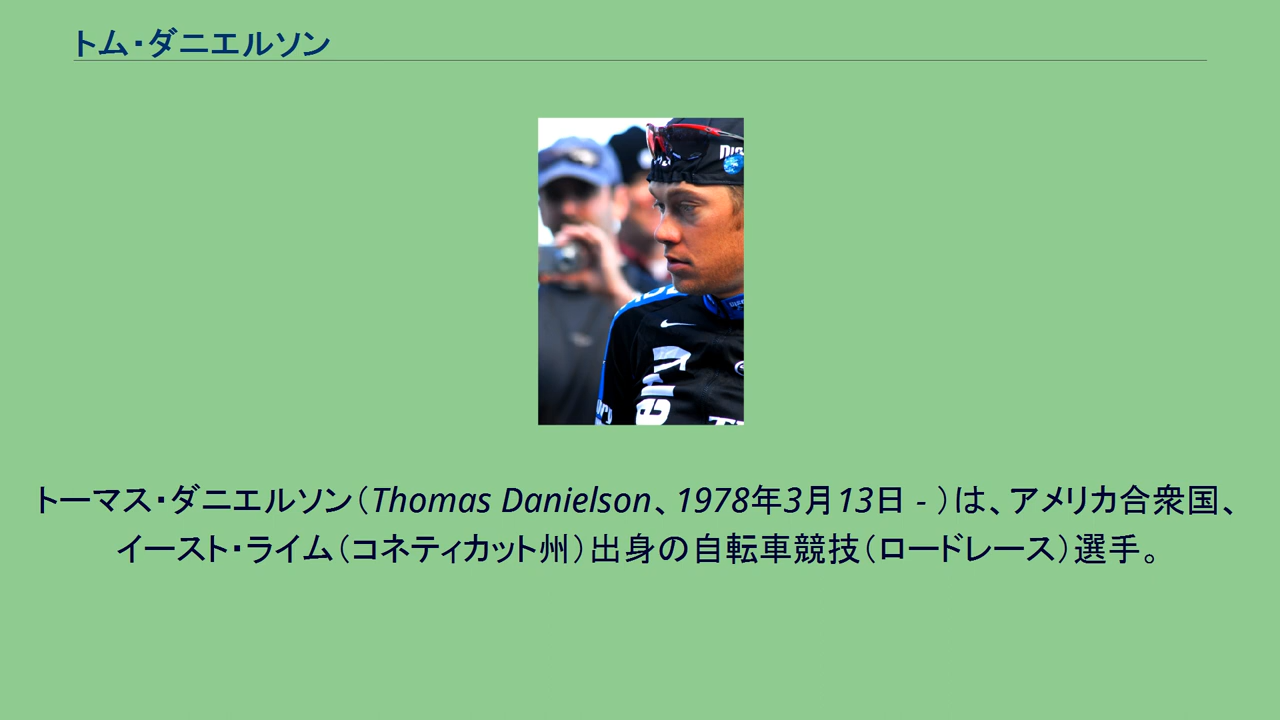 トム・ダニエルソン
トーマス・ダニエルソン（Thomas Danielson、1978年3月13日 - ）は、アメリカ合衆国、
イースト・ライム（コネティカット州）出身の自転車競技（ロードレース）選手。